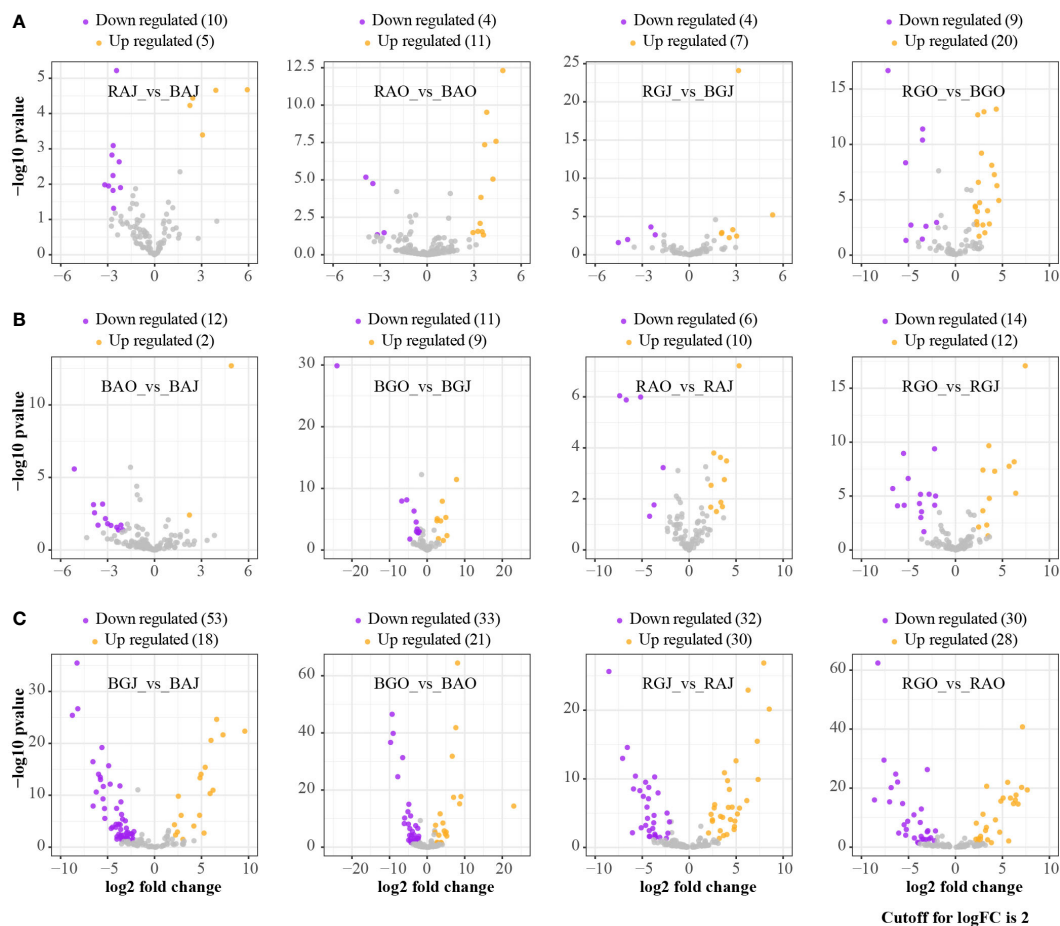 A
Down regulated (10)
Up regulated (5)
Down regulated (4)
Up regulated (11)
Down regulated (4)
Up regulated (7)
Down regulated (9)
Up regulated (20)
−log10 pvalue
RAJ_vs_BAJ
0
1
2
3
4
5
−6
−3
0
3
6
RAO_vs_BAO
0.0
2.5
5.0
7.5
10.0
12.5
−6
−3
0
3
6
RGJ_vs_BGJ
0
5
10
15
20
25
−6
−3
0
3
6
RGO_vs_BGO
0
5
10
15
−10
−5
0
5
10
B
Down regulated (12)
Up regulated (2)
Down regulated (11)
Up regulated (9)
Down regulated (6)
Up regulated (10)
Down regulated (14)
Up regulated (12)
−log10 pvalue
BAO_vs_BAJ
0
5
10
−6
−3
0
3
6
BGO_vs_BGJ
0
10
20
30
−20
−10
0
10
20
RAO_vs_RAJ
0
2
4
6
−10
−5
0
5
10
RGO_vs_RGJ
0
5
10
15
−10
−5
0
5
10
C
Down regulated (53)
Up regulated (18)
Down regulated (33)
Up regulated (21)
Down regulated (32)
Up regulated (30)
Down regulated (30)
Up regulated (28)
−log10 pvalue
BGJ_vs_BAJ
0
10
20
30
−10
−5
0
5
10
log2 fold change
BGO_vs_BAO
0
20
40
60
−20
−10
0
10
20
log2 fold change
RGJ_vs_RAJ
0
10
20
−10
−5
0
5
10
log2 fold change
RGO_vs_RAO
0
20
40
60
−10
−5
0
5
10
log2 fold change
Cutoff for logFC is 2